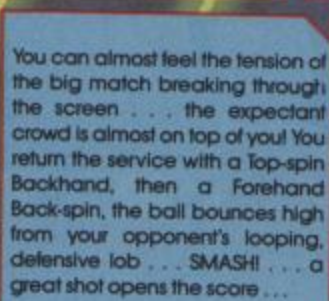 You can almost feel the tension of
the big match breaking through
the screen . . . the expectant
crowd is almost on top of you! You
return the service with a Top-spin
Backhand, then a Forehand
Back-spin, the ball bounces high
from your opponent's looping,
defensive lob . . . SMASH! . . . a
great shot opens the score . . .